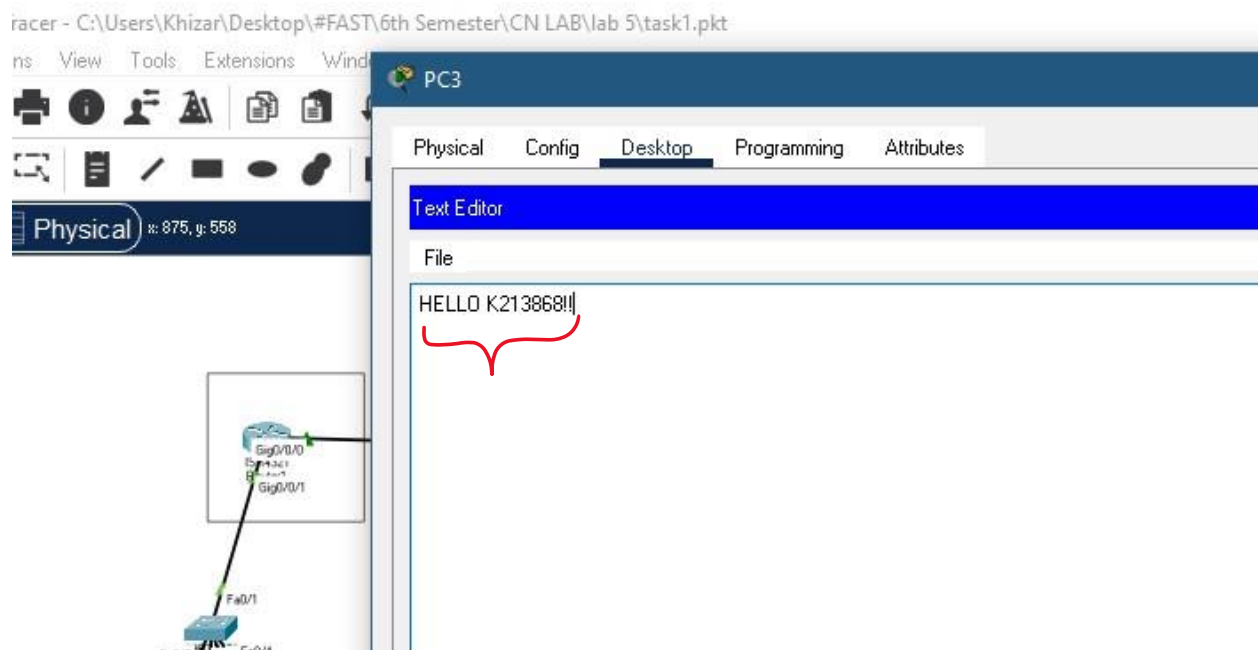 racer - C:\Users\Khizar\Desktop\#FAST\6th Semester\CN LAB\lab 5\task1.pkt
ns View Tools Extensions Wind
PC3
Physical Config Desktop Programming Attributes
Text Editor
Physical x: 875, y: 558
File
HELLO K213868!!
Gig0/0/0
Gig0/0/1
Fa0/1